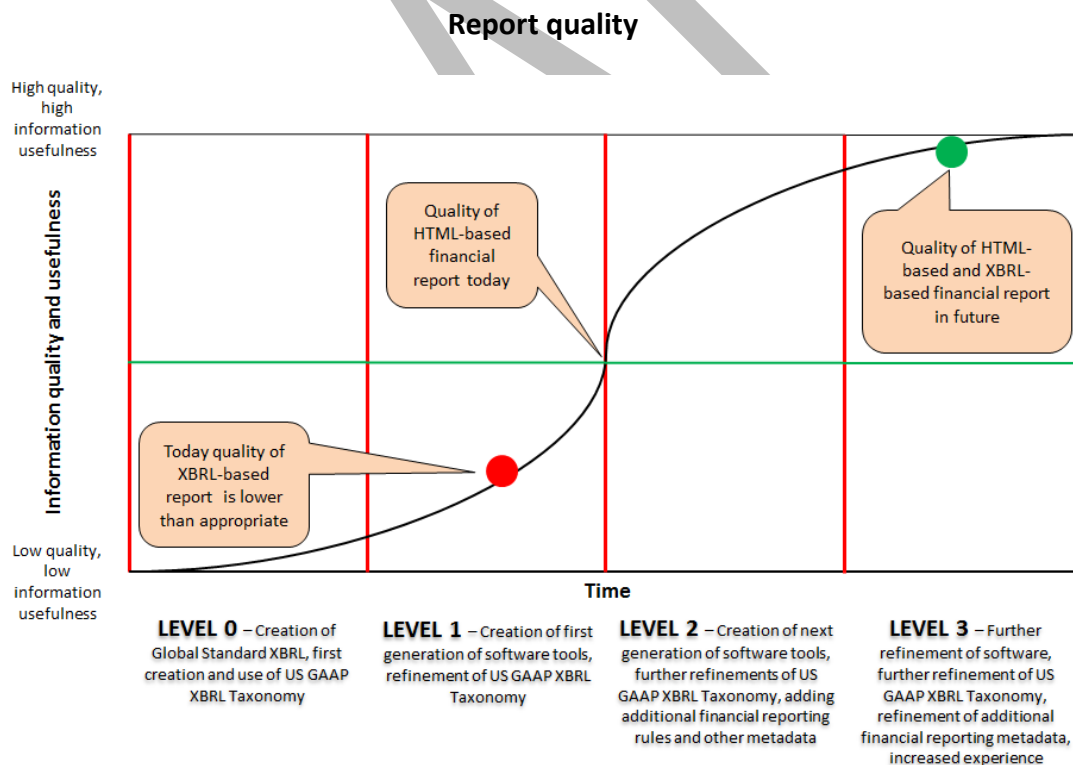 Report quality
High quality,
high
information
usefulness
Information quality and usefulness
Low quality,
low
information
usefulness
Quality of
HTML-based
financial
report today
Quality of HTML-
based and XBRL-
based financial report
in future
Today quality of
XBRL-based
report is lower
than appropriate
Time
LEVEL 0 – Creation of
Global Standard XBRL, first
creation and use of US GAAP
XBRL Taxonomy
LEVEL 1 – Creation of first
generation of software tools,
refinement of US GAAP XBRL
Taxonomy
LEVEL 2 – Creation of next
generation of software tools,
further refinements of US
GAAP XBRL Taxonomy, adding
additional financial reporting
rules and other metadata
LEVEL 3 – Further
refinement of software,
further refinement of US
GAAP XBRL Taxonomy,
refinement of additional
financial reporting metadata,
increased experience